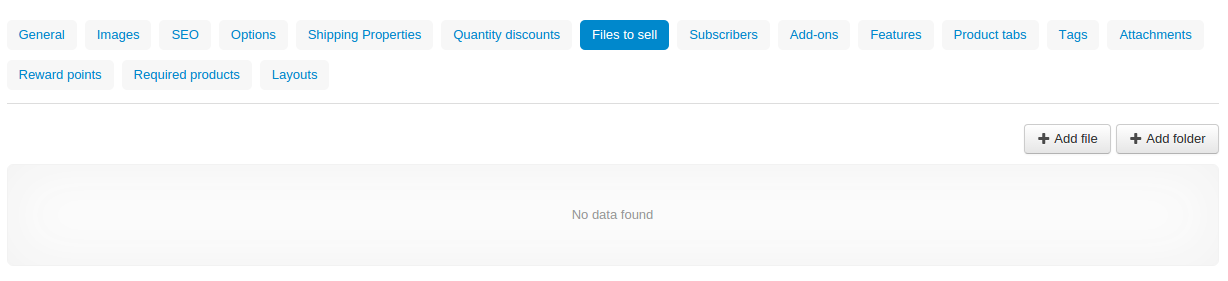 General Images SEO Options Shipping Properties Quantity discounts Files to sell Subscribers Add-ons Features Product tabs Tags Attachments
Reward points Required products Layouts
Add file Add folder
No data found